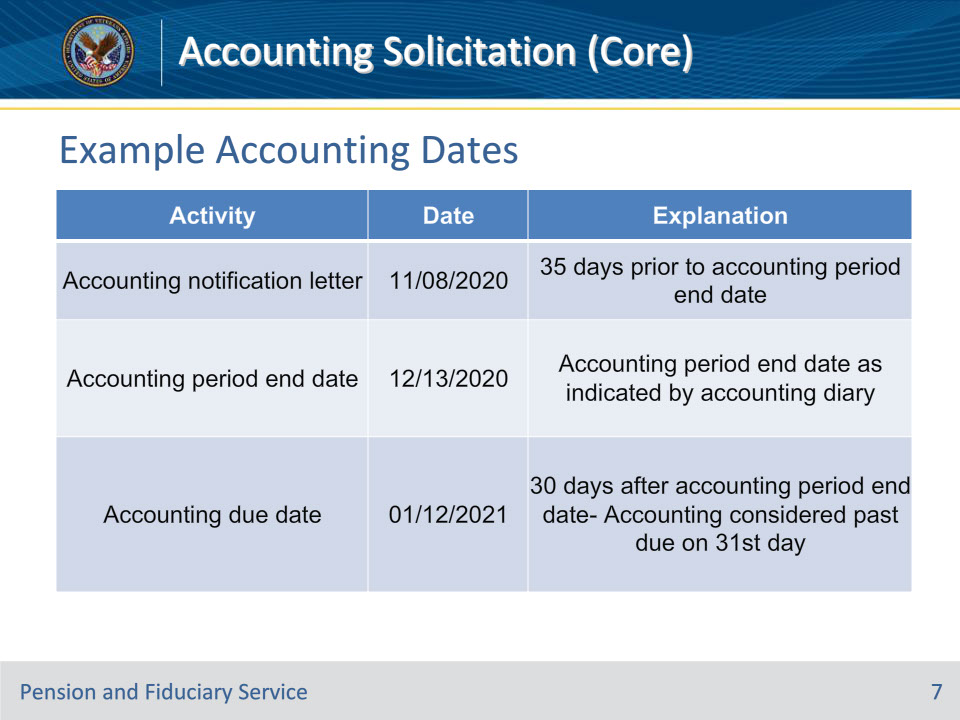 Accounting Solicitation (Core)
Example Accounting Dates
Activity Date Explanation
Accounting notification letter 11/08/2020 35 days prior to accounting period
end date
Accounting period end date 12/13/2020 Accounting period end date as
indicated by accounting diary
Accounting due date 01/12/2021 30 days after accounting period end
date- Accounting considered past
due on 31st day
Pension and Fiduciary Service 7